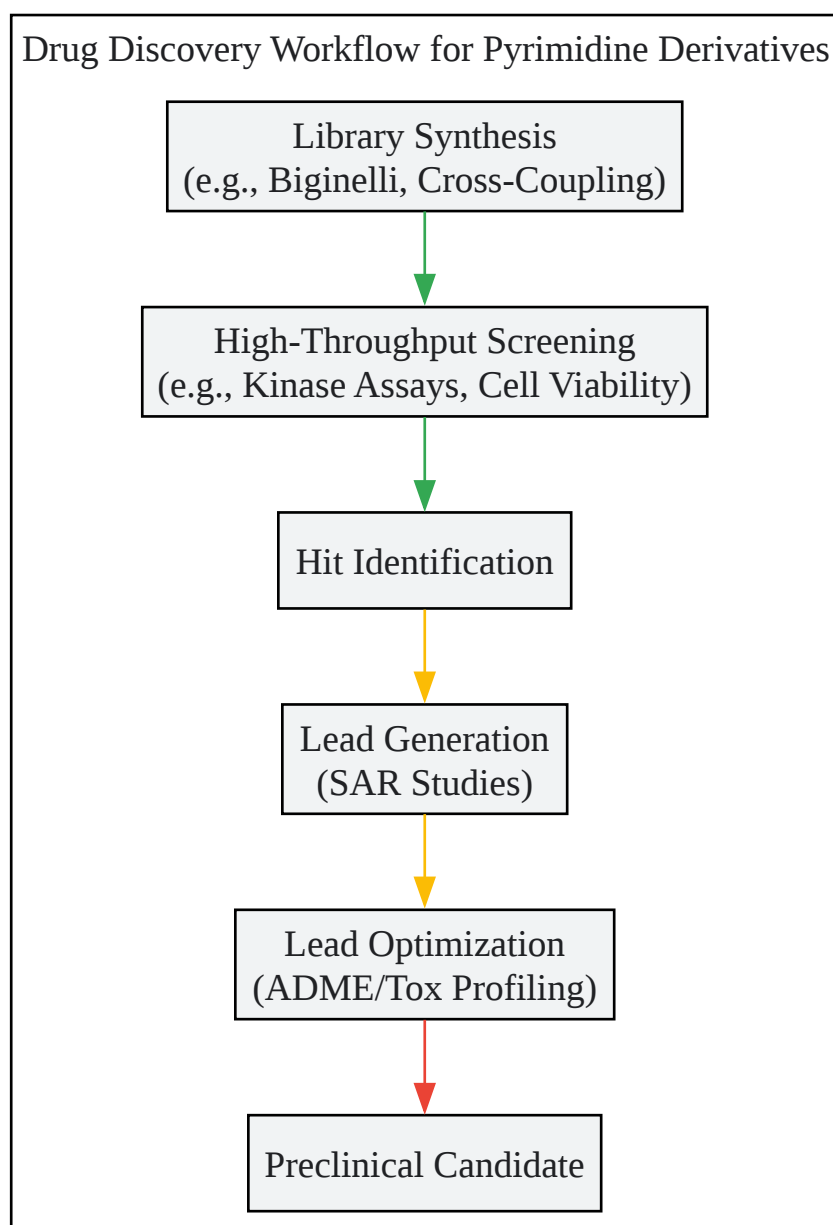 Drug Discovery Workflow for Pyrimidine Derivatives
Library Synthesis
(e.g., Biginelli, Cross-Coupling)
High-Throughput Screening
(e.g., Kinase Assays, Cell Viability)
Hit Identification
Lead Generation
(SAR Studies)
Lead Optimization
(ADME/Tox Profiling)
Preclinical Candidate